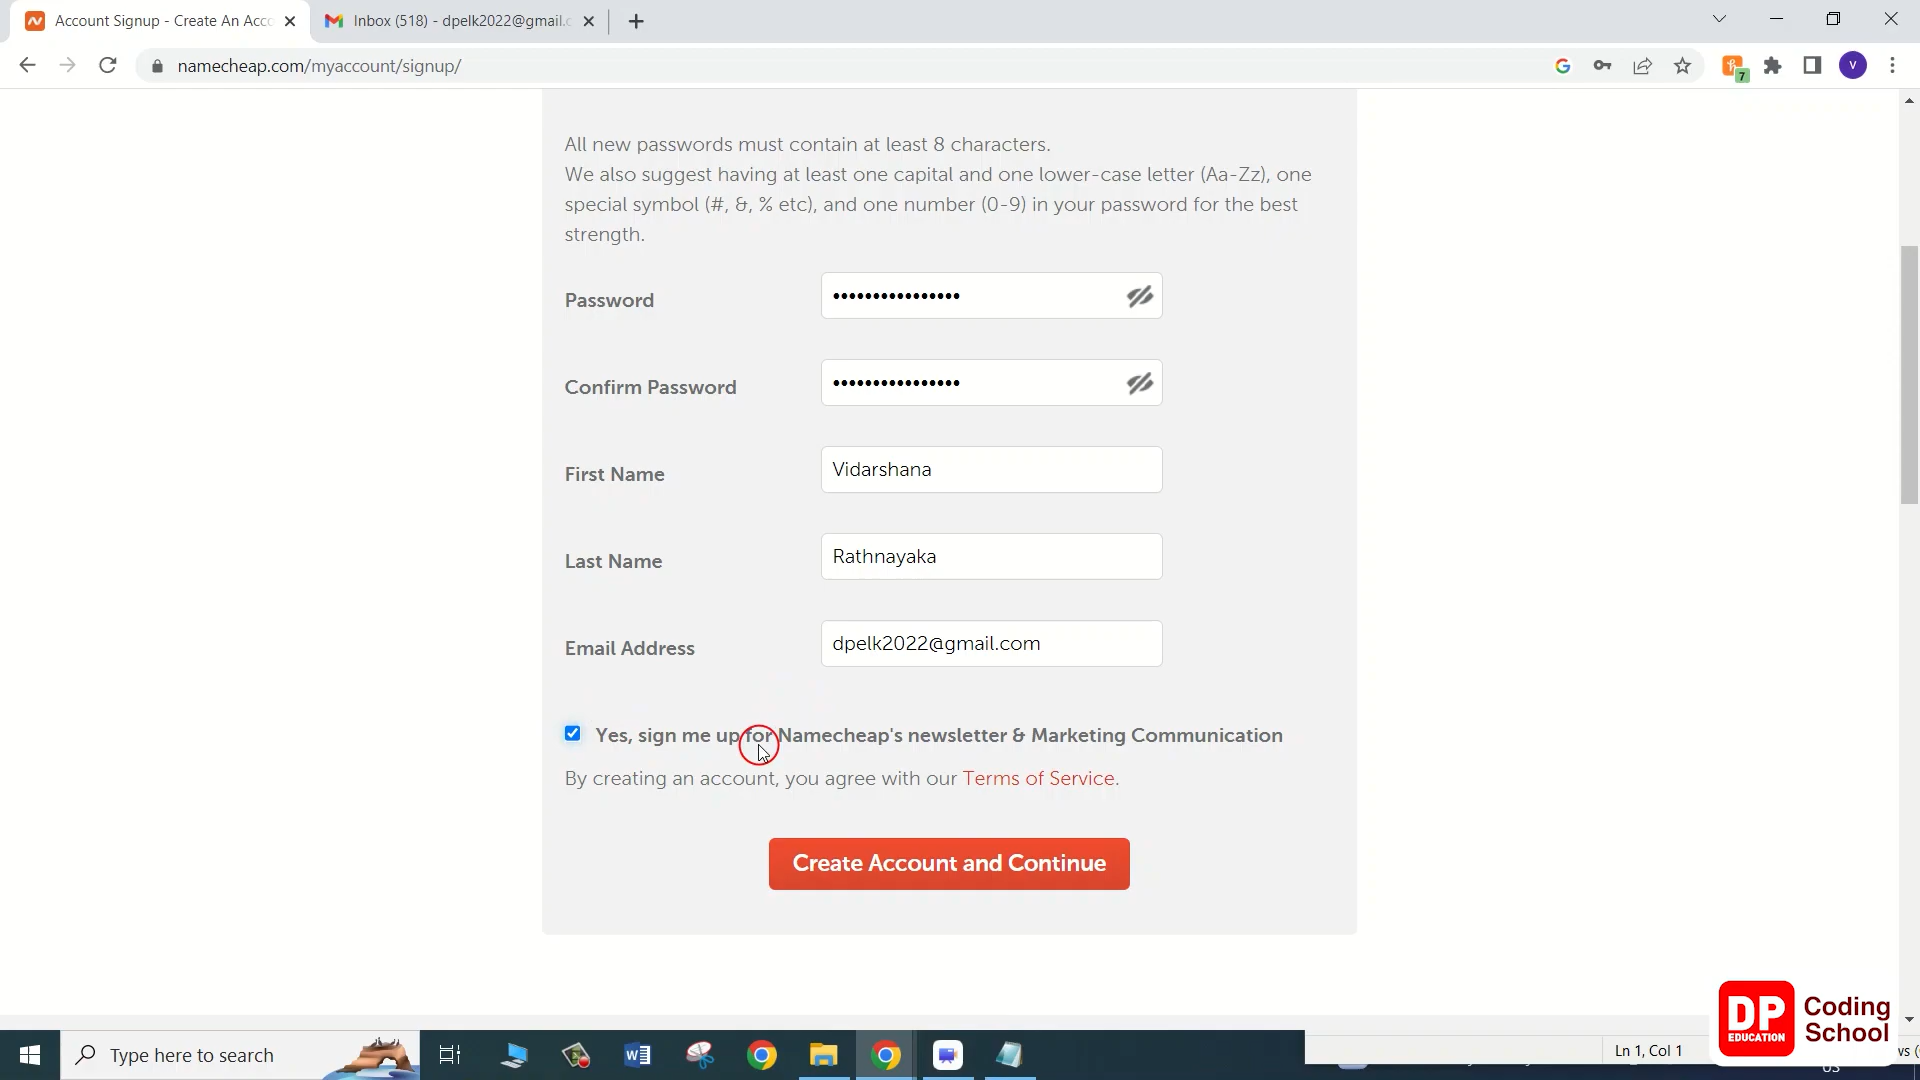 Account Signup - Create An Acc
Inbox (518) - dpelk2022@gmail.c
namecheap.com/myaccount/signup/
7
V
All new passwords must contain at least 8 characters.
We also suggest having at least one capital and one lower-case letter (Aa-Zz), one
special symbol (#, &, % etc), and one number (0-9) in your password for the best
strength.
Password ••••••••••••••••
Confirm Password ••••••••••••••••
First Name Vidarshana
Last Name Rathnayaka
Email Address dpelk2022@gmail.com
Yes, sign me up for Namecheap's newsletter & Marketing Communication
By creating an account, you agree with our Terms of Service.
Create Account and Continue
DP
EDUCATION
Coding
School
Type here to search
Ln 1, Col 1